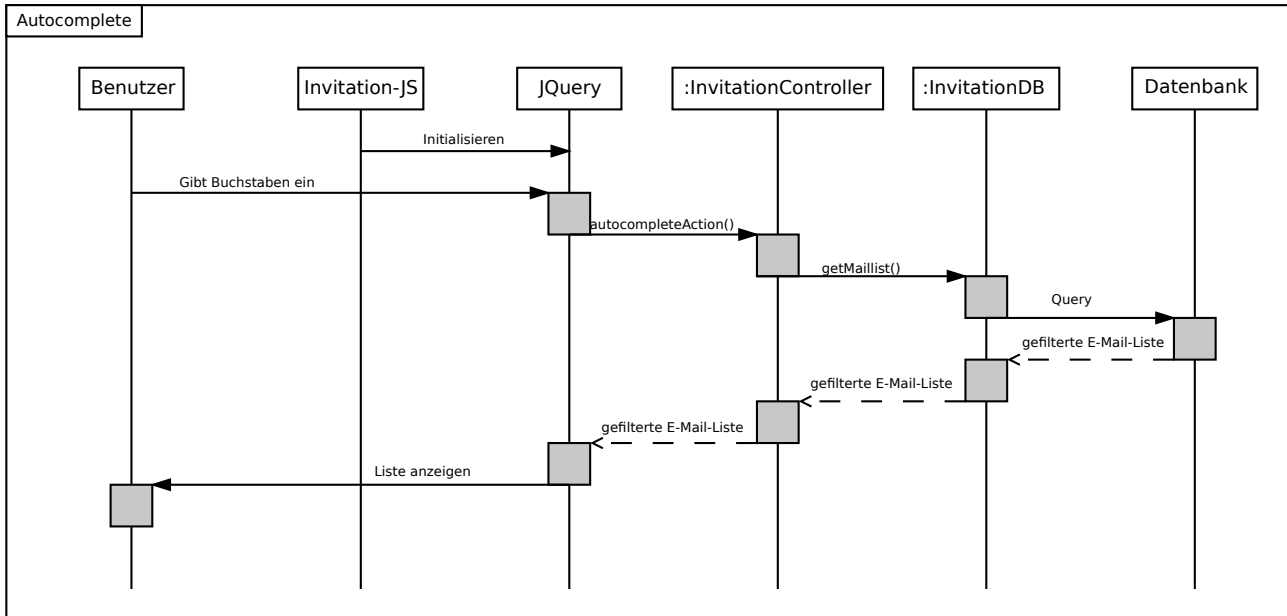 Autocomplete
Benutzer
Invitation-JS
JQuery
:InvitationController
:InvitationDB
Datenbank
Initialisieren
Gibt Buchstaben ein
autocompleteAction()
getMaillist()
Query
gefilterte E-Mail-Liste
gefilterte E-Mail-Liste
gefilterte E-Mail-Liste
Liste anzeigen